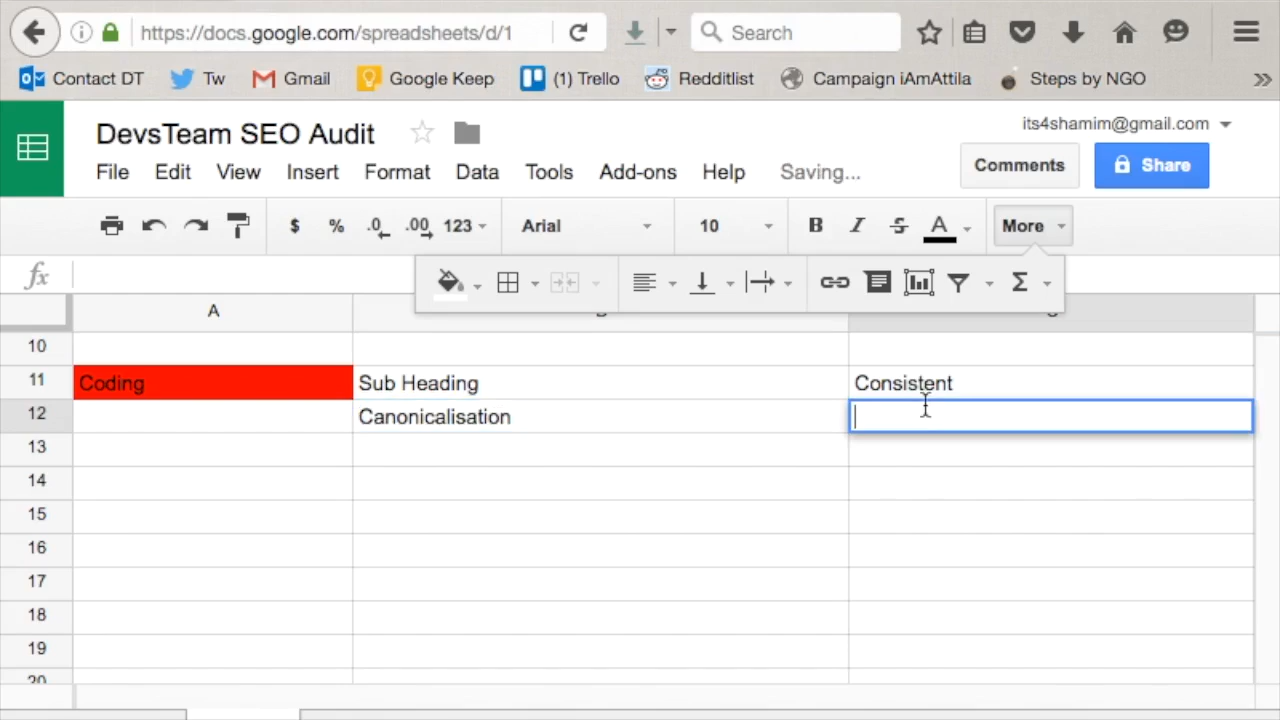 https://docs.google.com/spreadsheets/d/1
Search
Contact DT
Tw
Gmail
Google Keep
(1) Trello
Redditlist
Campaign iAmAttila
Steps by NGO
DevsTeam SEO Audit
its4shamim@gmail.com
File Edit View Insert Format Data Tools Add-ons Help Saving...
Comments
Share
$ % .0 .00 123 Arial 10 B I S A More
fx
Σ
A
10
11 Coding Sub Heading Consistent
12 Canonicalisation
13
14
15
16
17
18
19
20